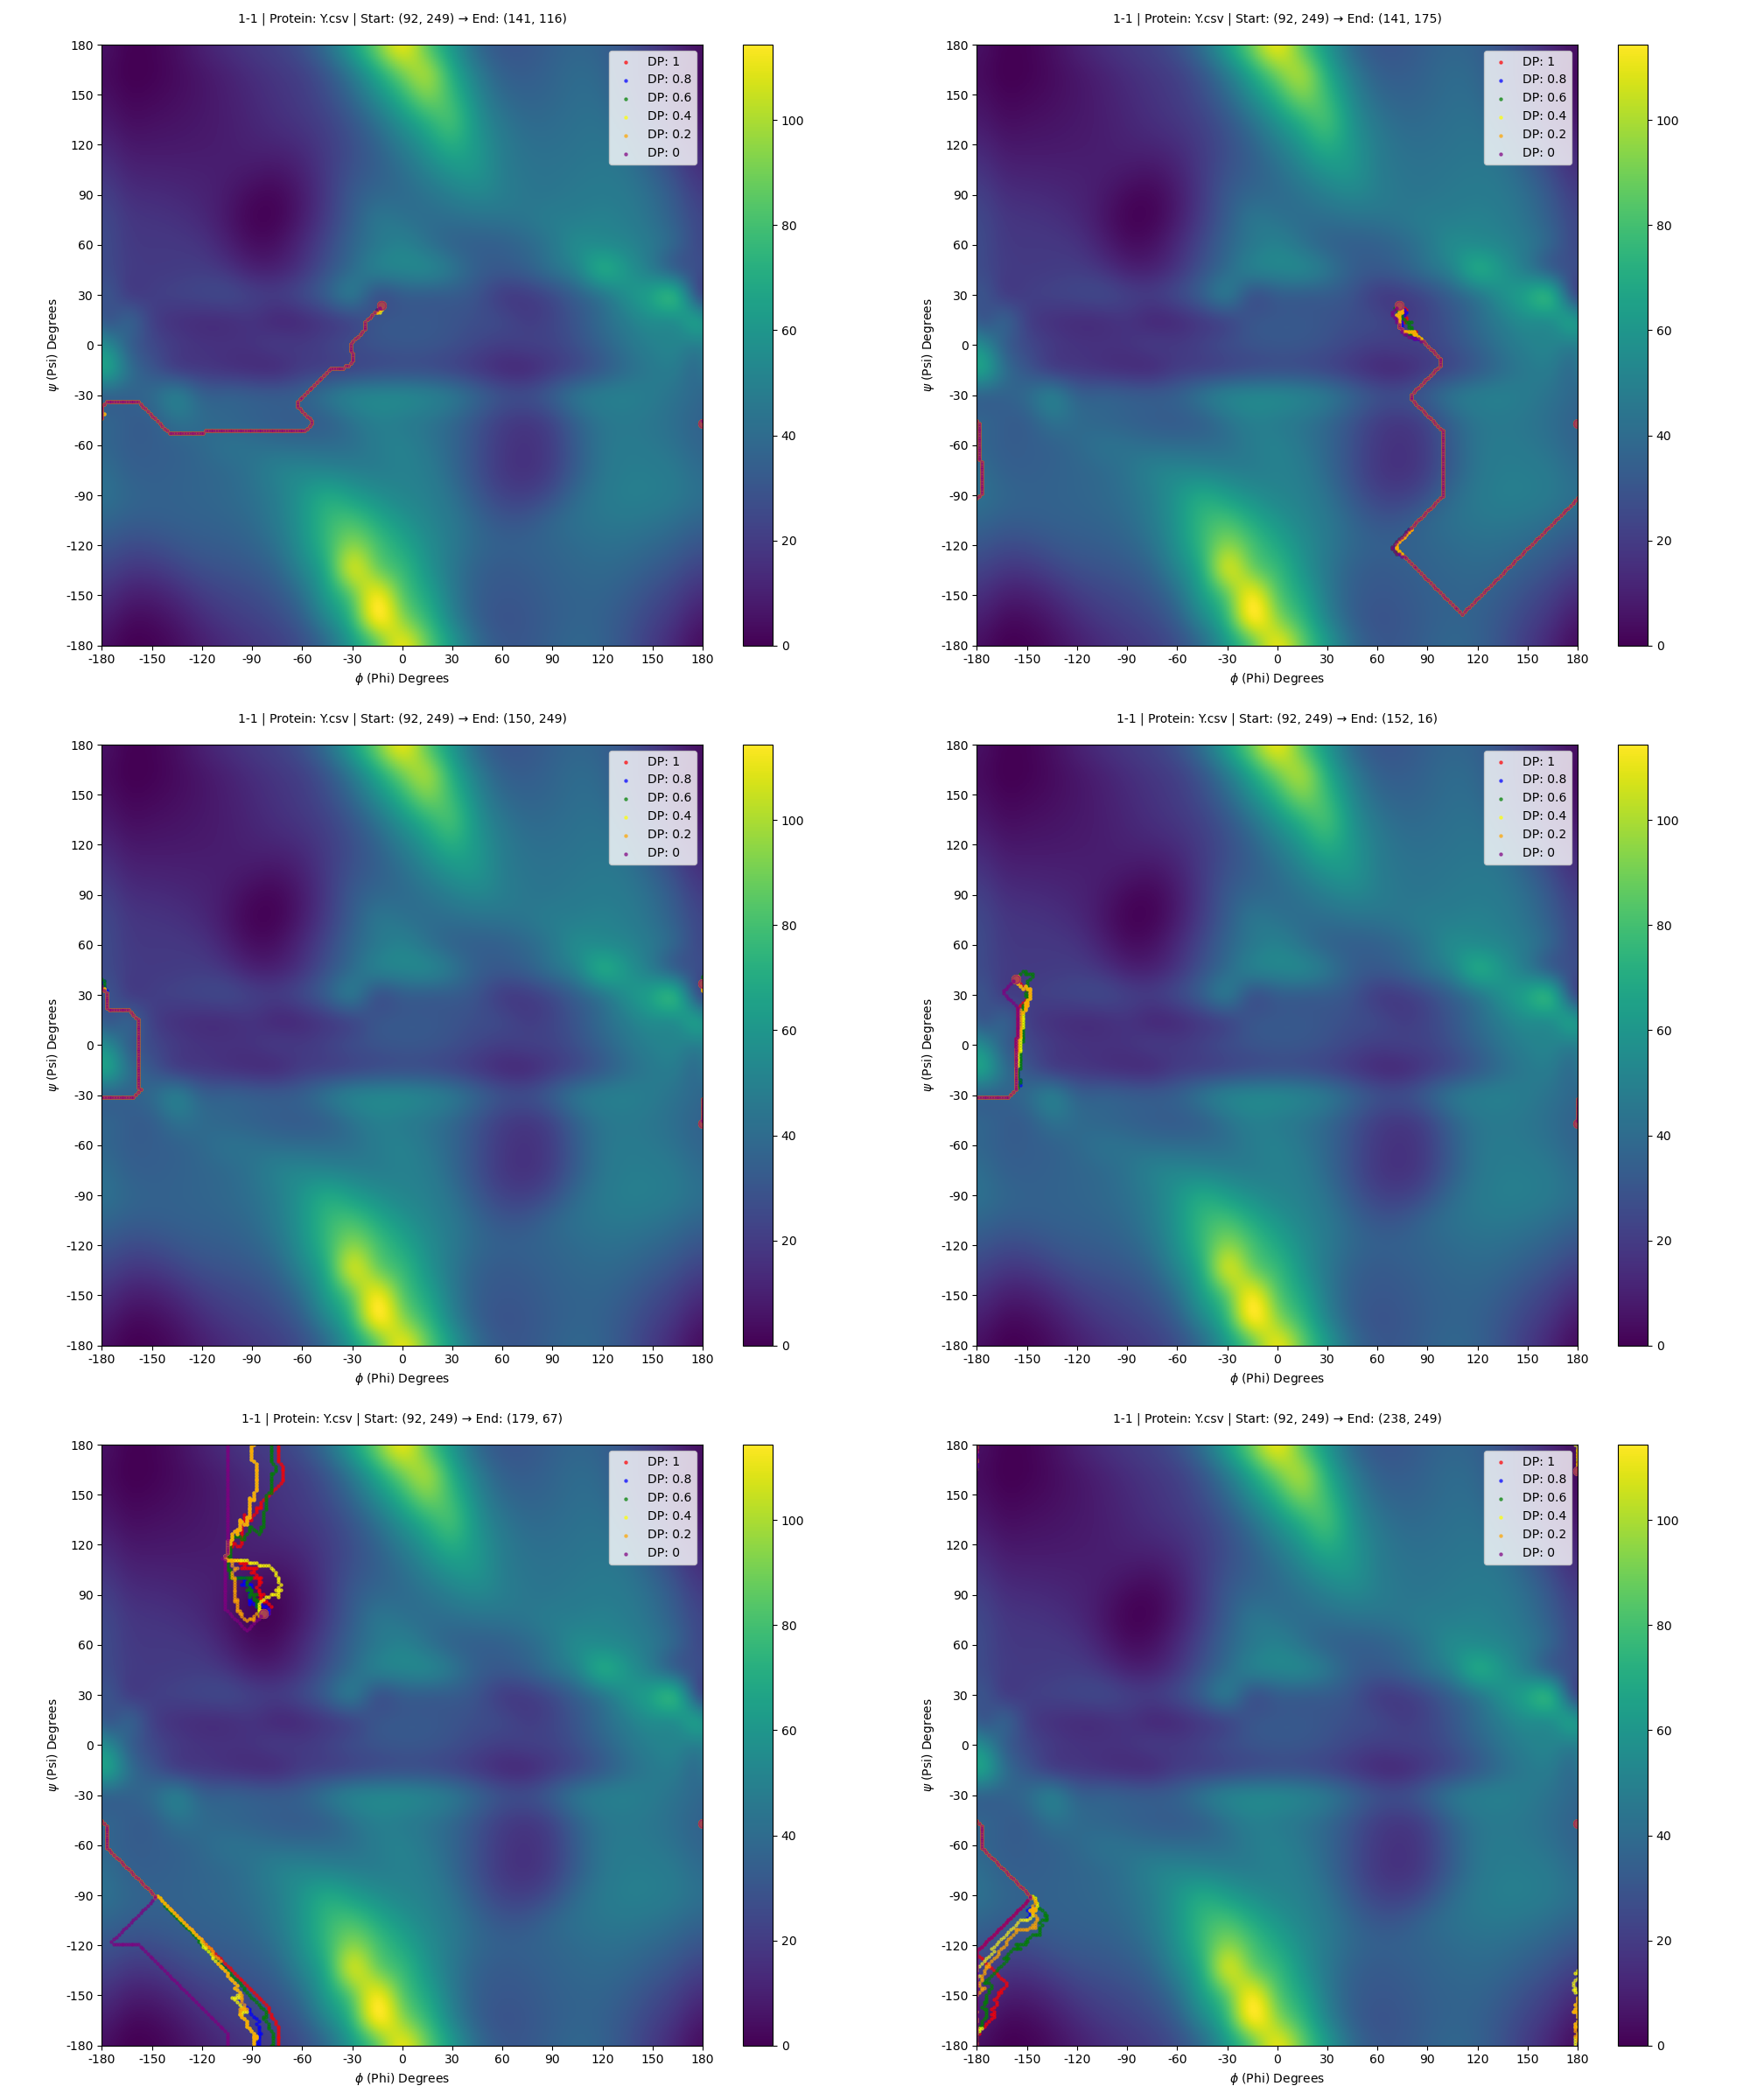 1-1 | Protein: Y.csv | Start: (92, 249) → End: (141, 116)
DP: 1
DP: 0.8
DP: 0.6
DP: 0.4
DP: 0.2
DP: 0
180
150
120
90
60
30
0
-30
-60
-90
-120
-150
-180
ψ (Psi) Degrees
-180 -150 -120 -90 -60 -30 0 30 60 90 120 150 180
ϕ (Phi) Degrees
100
80
60
40
20
0
1-1 | Protein: Y.csv | Start: (92, 249) → End: (141, 175)
DP: 1
DP: 0.8
DP: 0.6
DP: 0.4
DP: 0.2
DP: 0
180
150
120
90
60
30
0
-30
-60
-90
-120
-150
-180
ψ (Psi) Degrees
-180 -150 -120 -90 -60 -30 0 30 60 90 120 150 180
ϕ (Phi) Degrees
100
80
60
40
20
0
1-1 | Protein: Y.csv | Start: (92, 249) → End: (150, 249)
DP: 1
DP: 0.8
DP: 0.6
DP: 0.4
DP: 0.2
DP: 0
180
150
120
90
60
30
0
-30
-60
-90
-120
-150
-180
ψ (Psi) Degrees
-180 -150 -120 -90 -60 -30 0 30 60 90 120 150 180
ϕ (Phi) Degrees
100
80
60
40
20
0
1-1 | Protein: Y.csv | Start: (92, 249) → End: (152, 16)
DP: 1
DP: 0.8
DP: 0.6
DP: 0.4
DP: 0.2
DP: 0
180
150
120
90
60
30
0
-30
-60
-90
-120
-150
-180
ψ (Psi) Degrees
-180 -150 -120 -90 -60 -30 0 30 60 90 120 150 180
ϕ (Phi) Degrees
100
80
60
40
20
0
1-1 | Protein: Y.csv | Start: (92, 249) → End: (179, 67)
DP: 1
DP: 0.8
DP: 0.6
DP: 0.4
DP: 0.2
DP: 0
180
150
120
90
60
30
0
-30
-60
-90
-120
-150
-180
ψ (Psi) Degrees
-180 -150 -120 -90 -60 -30 0 30 60 90 120 150 180
ϕ (Phi) Degrees
100
80
60
40
20
0
1-1 | Protein: Y.csv | Start: (92, 249) → End: (238, 249)
DP: 1
DP: 0.8
DP: 0.6
DP: 0.4
DP: 0.2
DP: 0
180
150
120
90
60
30
0
-30
-60
-90
-120
-150
-180
ψ (Psi) Degrees
-180 -150 -120 -90 -60 -30 0 30 60 90 120 150 180
ϕ (Phi) Degrees
100
80
60
40
20
0